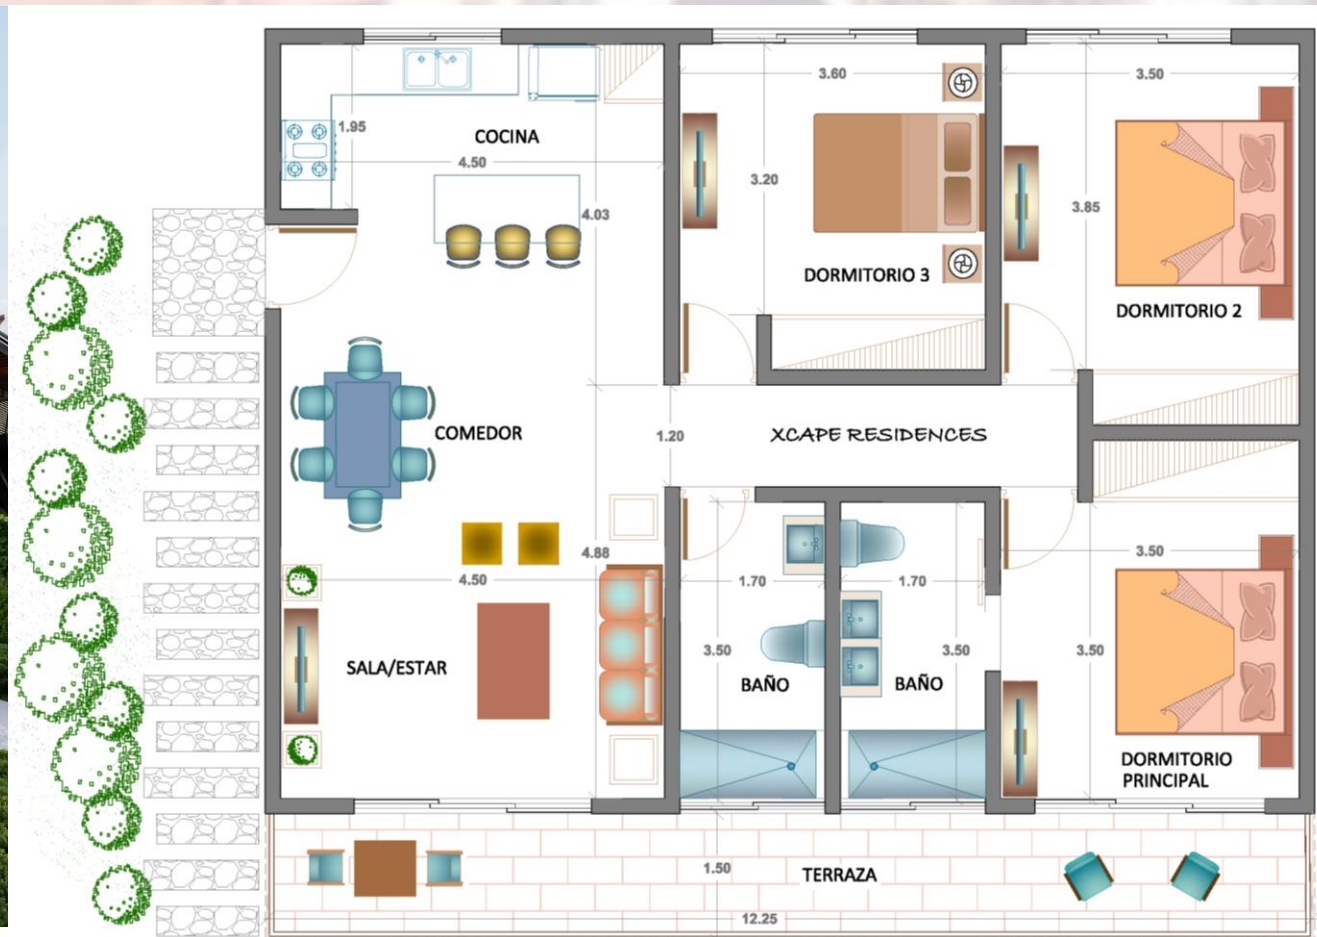 3.60
3.50
1.95
COCINA
4.50
3.20
4.03
3.85
DORMITORIO 3
DORMITORIO 2
COMEDOR
1.20
XCAPE RESIDENCES
4.88
4.50
1.70
1.70
3.50
3.50
3.50
3.50
SALA/ESTAR
BAÑO
BAÑO
DORMITORIO
PRINCIPAL
1.50
TERRAZA
12.25